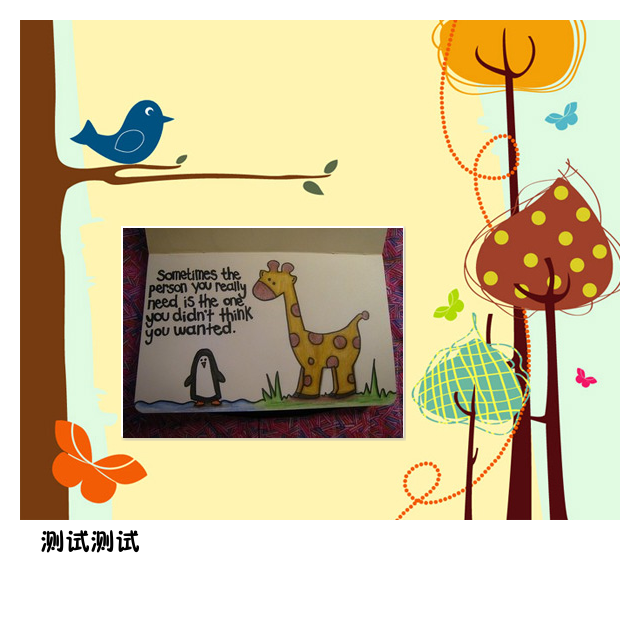 Sometimes the
person you really
need, is the one
you didn't think
you wanted.
测试测试